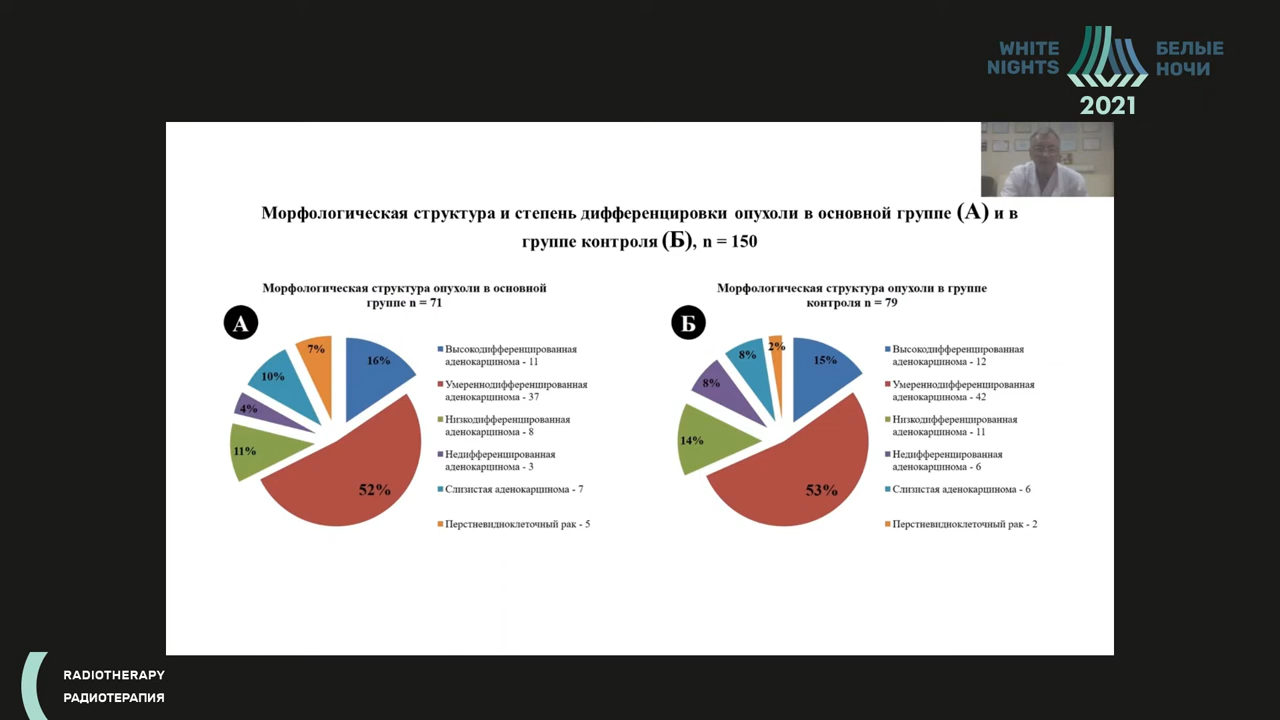 WHITE
NIGHTS
БЕЛЫЕ
НОЧИ
2021
Морфологическая структура и степень дифференцировки опухоли в основной группе (А) и в
группе контроля (Б), n = 150
Морфологическая структура опухоли в основной
группе n = 71
А
16%
52%
11%
4%
10%
7%
Высокодифференцированная
аденокарцинома - 11
Умереннодифференцированная
аденокарцинома - 37
Низкодифференцированная
аденокарцинома - 8
Недифференцированная
аденокарцинома - 3
Слизистая аденокарцинома - 7
Перстневидноклеточный рак - 5
Морфологическая структура опухоли в группе
контроля n = 79
Б
15%
53%
14%
8%
8%
2%
Высокодифференцированная
аденокарцинома - 12
Умереннодифференцированная
аденокарцинома - 42
Низкодифференцированная
аденокарцинома - 11
Недифференцированная
аденокарцинома - 6
Слизистая аденокарцинома - 6
Перстневидноклеточный рак - 2
RADIOTHERAPY
РАДИОТЕРАПИЯ